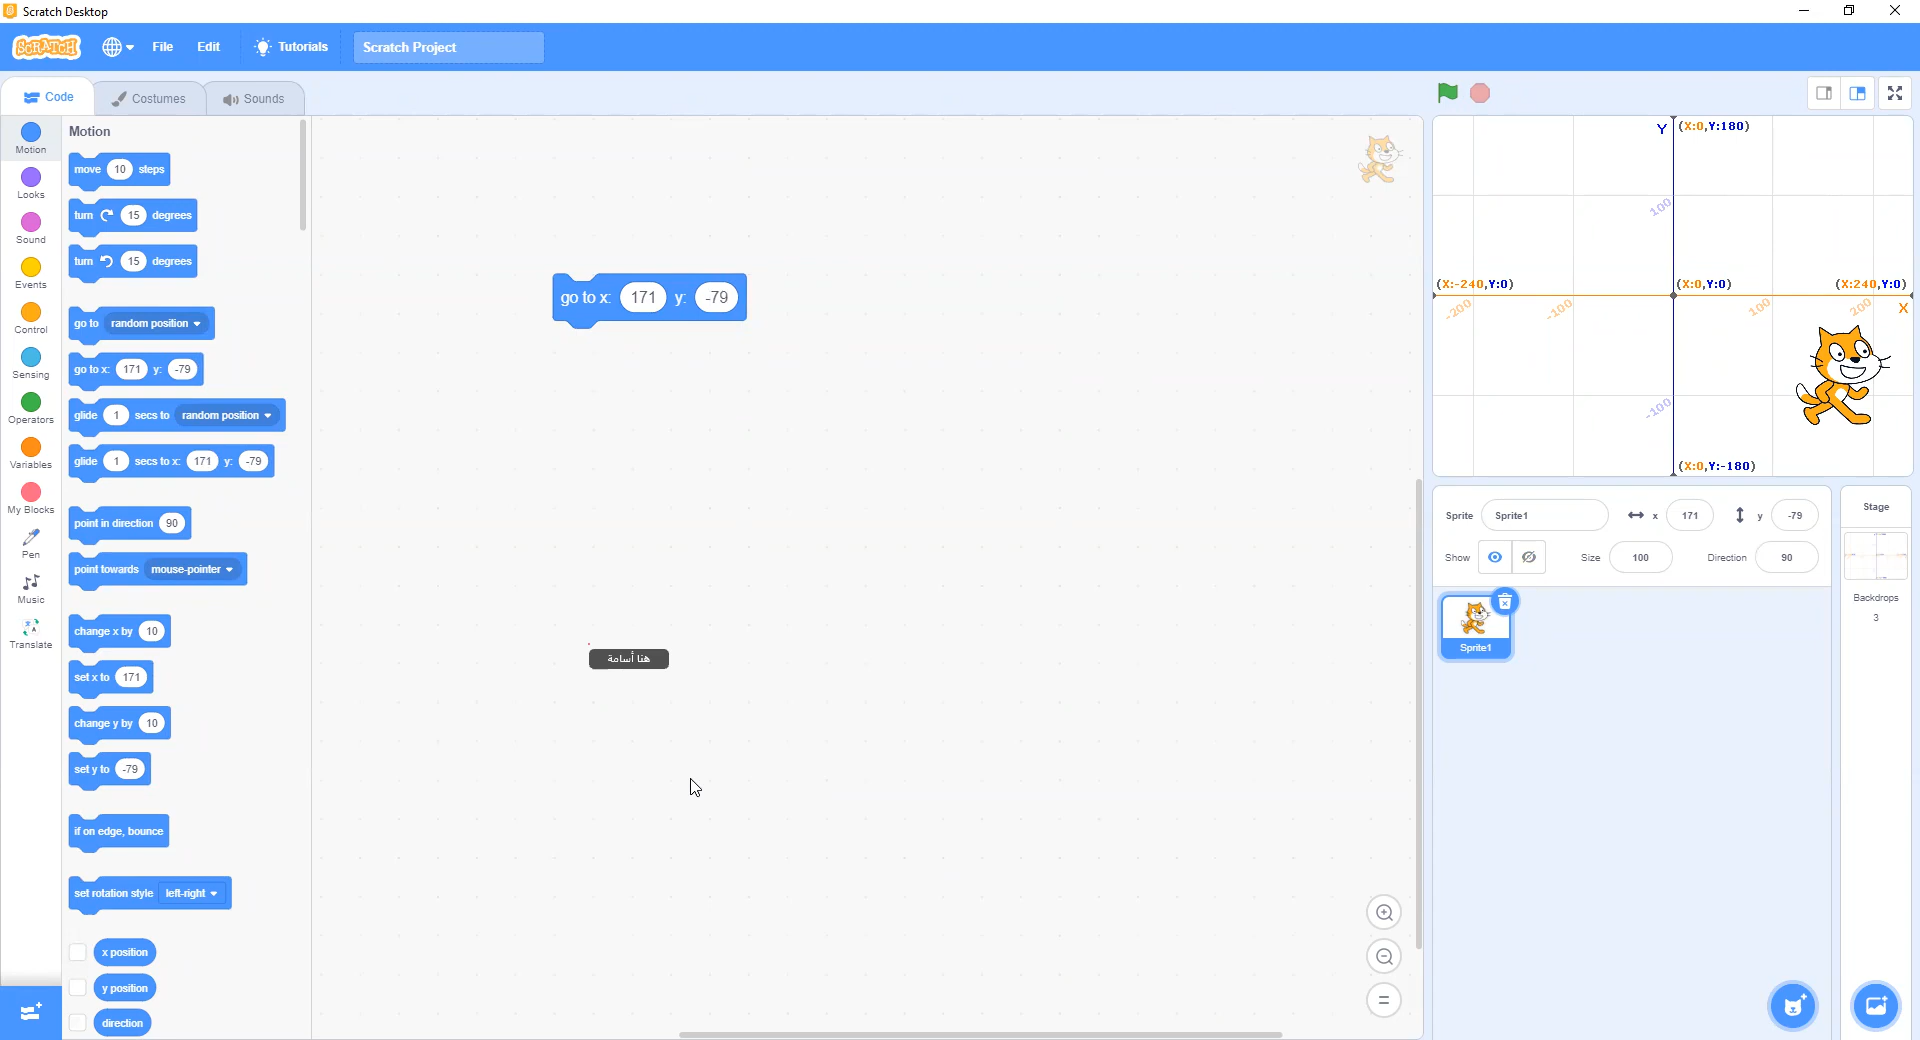 Scratch Desktop
SCRATCH
File
Edit
Tutorials
Scratch Project
Code
Costumes
Sounds
Motion
Looks
Sound
Events
Control
Sensing
Operators
Variables
My Blocks
Pen
Music
Translate
Motion
move 10 steps
turn 15 degrees
turn 15 degrees
go to random position
go to x: 171 y: -79
glide 1 secs to random position
glide 1 secs to x: 171 y: -79
point in direction 90
point towards mouse-pointer
change x by 10
set x to 171
change y by 10
set y to -79
if on edge, bounce
set rotation style left-right
x position
y position
direction
go to x: 171 y: -79
هنا أسامة
Y (X:0,Y:180)
100
(X:-240,Y:0) (X:0,Y:0) (X:240,Y:0)
-200 -100 100 200 X
-100
(X:0,Y:-180)
Sprite Sprite1 x 171 y -79
Show Size 100 Direction 90
Sprite1
Stage
Backdrops
3